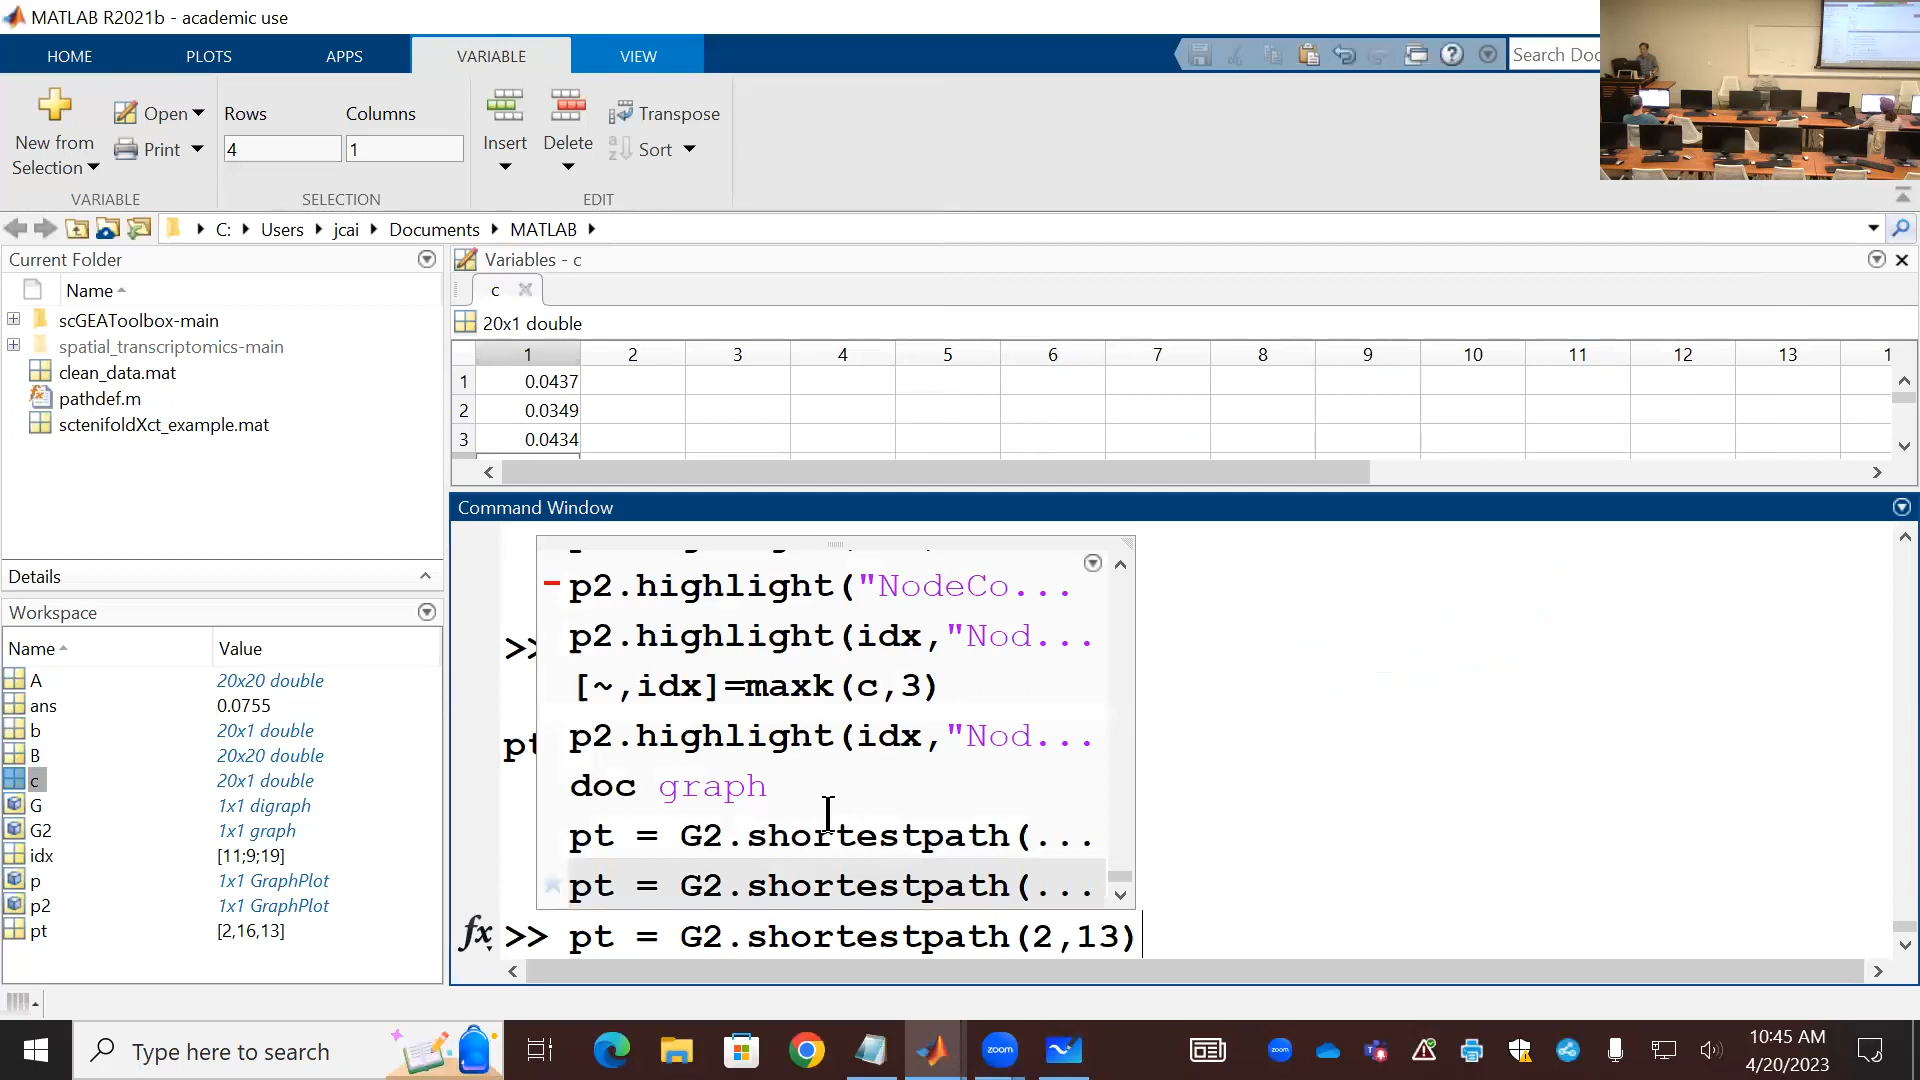 MATLAB R2021b - academic use
HOME PLOTS APPS VARIABLE VIEW
Search Doc
New from Selection
Open
Print
Rows Columns
4 1
Insert
Delete
Transpose
Sort
VARIABLE SELECTION EDIT
C: Users jcai Documents MATLAB
Current Folder
Name
scGEAToolbox-main
spatial_transcriptomics-main
clean_data.mat
pathdef.m
sctenifoldXct_example.mat
Details
Workspace
Name Value
A 20x20 double
ans 0.0755
b 20x1 double
B 20x20 double
c 20x1 double
G 1x1 digraph
G2 1x1 graph
idx [11;9;19]
p 1x1 GraphPlot
p2 1x1 GraphPlot
pt [2,16,13]
Variables - c
c
20x1 double
1 2 3 4 5 6 7 8 9 10 11 12 13 1
1 0.0437
2 0.0349
3 0.0434
Command Window
p2.highlight("NodeCo...
>> p2.highlight(idx,"Nod...
[~,idx]=maxk(c,3)
pt p2.highlight(idx,"Nod...
doc graph
pt = G2.shortestpath(...
pt = G2.shortestpath(...
fx >> pt = G2.shortestpath(2,13)
Type here to search
zoom
zoom
10:45 AM
4/20/2023